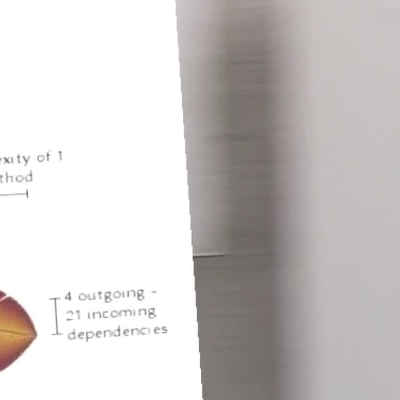 exity of 1
thod
4 outgoing -
21 incoming
dependencies